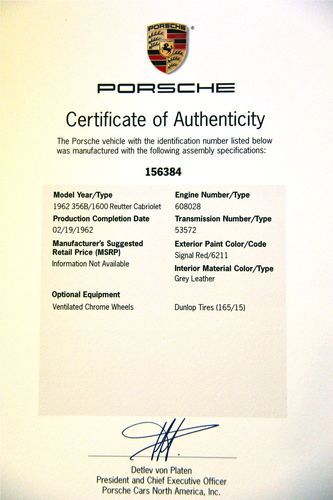 PORSCHE
Certificate of Authenticity
The Porsche vehicle with the identification number listed below
was manufactured with the following assembly specifications:
156384
Model Year/Type
1962 356B/1600 Reutter Cabriolet
Engine Number/Type
608028
Production Completion Date
02/19/1962
Transmission Number/Type
53572
Manufacturer's Suggested
Retail Price (MSRP)
Information Not Available
Exterior Paint Color/Code
Signal Red/6211
Interior Material Color/Type
Grey Leather
Optional Equipment
Ventilated Chrome Wheels
Dunlop Tires (165/15)
Detlev von Platen
President and Chief Executive Officer
Porsche Cars North America, Inc.